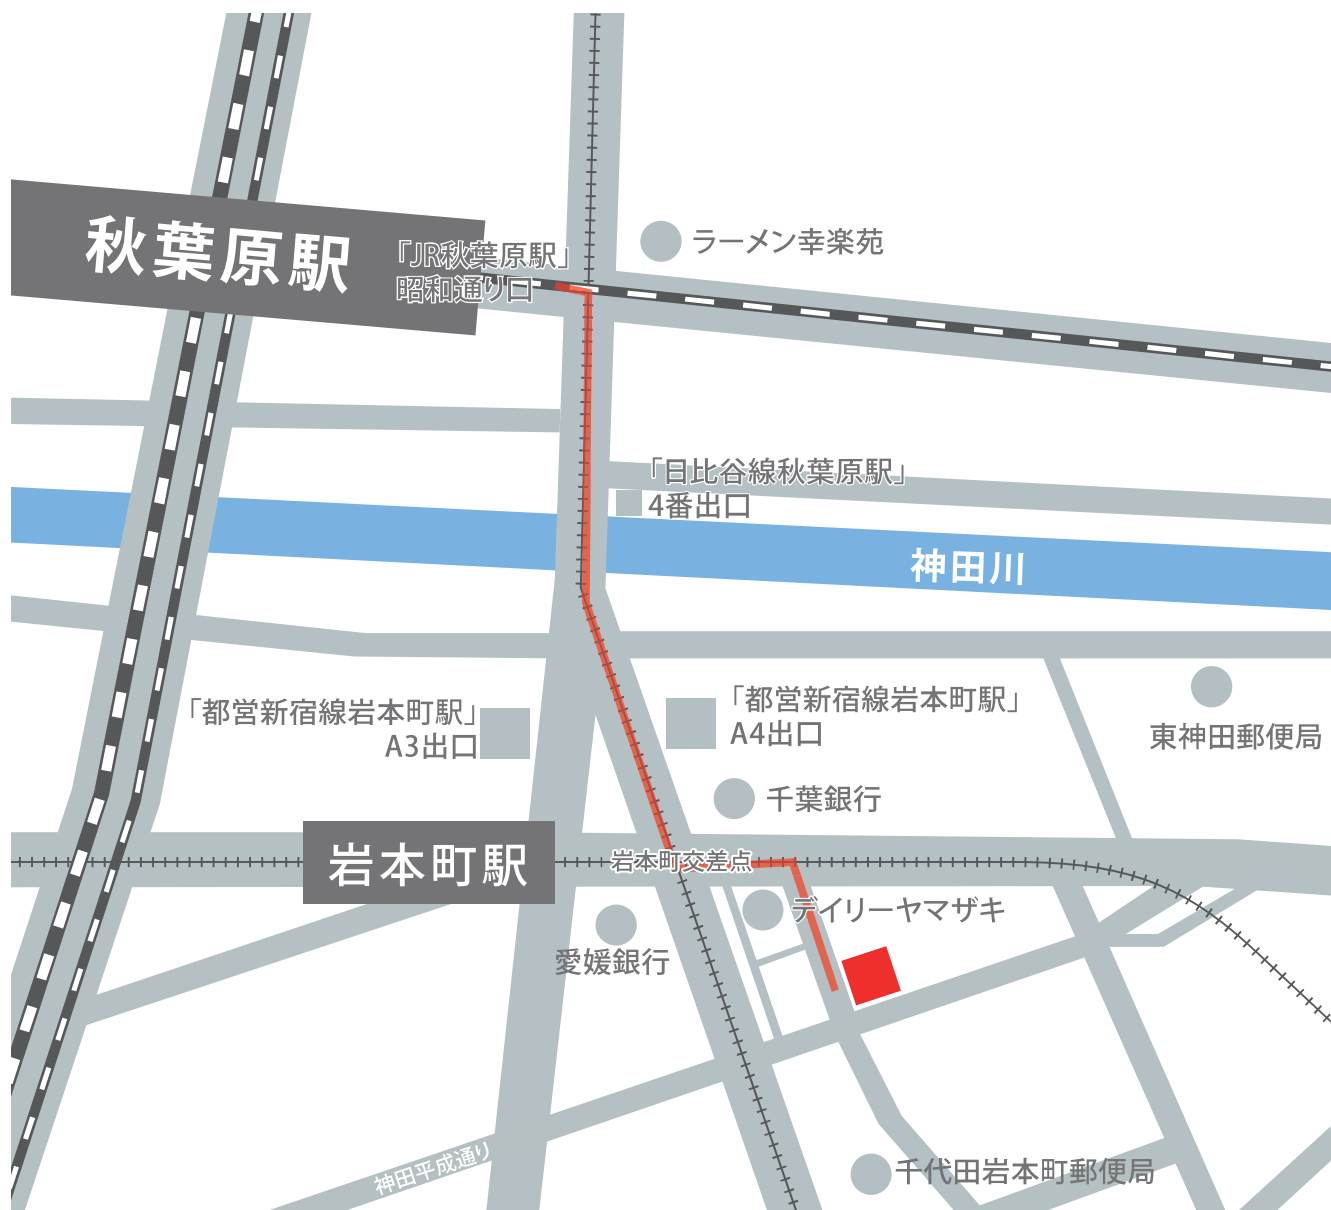 秋葉原駅
「JR秋葉原駅」
昭和通り口
ラーメン幸楽苑
「日比谷線秋葉原駅」
4番出口
神田川
「都営新宿線岩本町駅」
A3出口
「都営新宿線岩本町駅」
A4出口
東神田郵便局
千葉銀行
岩本町駅
岩本町交差点
デイリーヤマザキ
愛媛銀行
神田平成通り
千代田岩本町郵便局